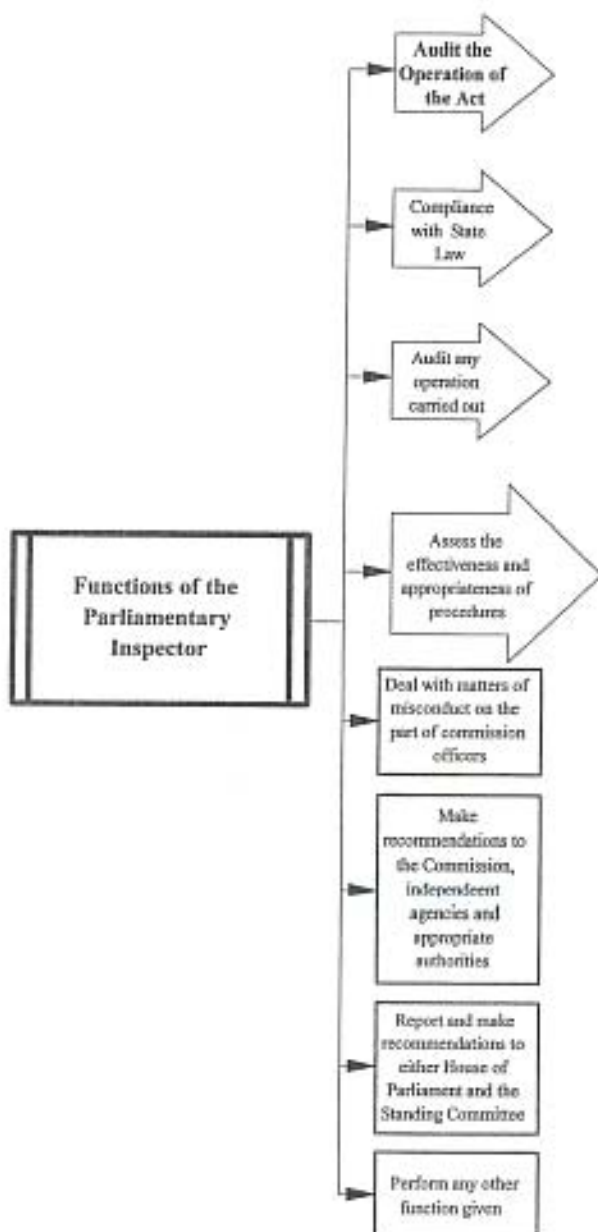 Audit the
Operation of
the Act
Compliance
with State
Law
Audit any
operation
carried out
Assess the
effectiveness and
appropriateness of
procedures
Functions of the
Parliamentary
Inspector
Deal with matters of
misconduct on the
part of commission
officers
Make
recommendations to
the Commission,
independeent
agencies and
appropriate
authorities
Report and make
recommendations to
either House of
Parliament and the
Standing Committee
Perform any other
function given